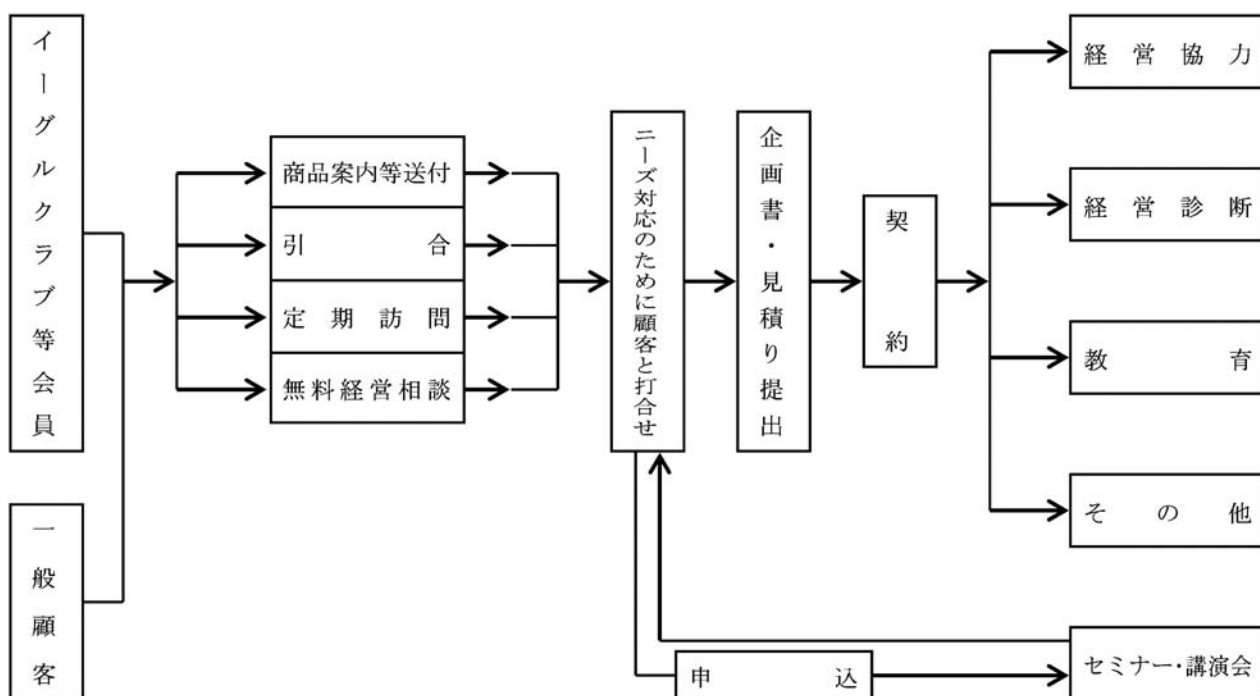 イーグルクラブ等会員
一般顧客
商品案内等送付
引合
定期訪問
無料経営相談
ニーズ対応のために顧客と打合せ
企画書・見積り提出
契約
経営協力
経営診断
教育
その他
申込
セミナー・講演会